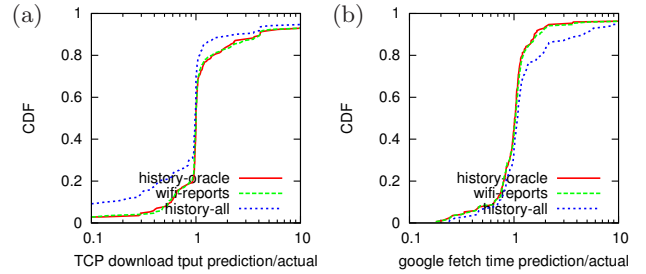 (a)
CDF
1
0.8
0.6
0.4
0.2
0
0.1
1
10
history-oracle
wifi-reports
history-all
TCP download tput prediction/actual
(b)
CDF
1
0.8
0.6
0.4
0.2
0
0.1
1
10
history-oracle
wifi-reports
history-all
google fetch time prediction/actual